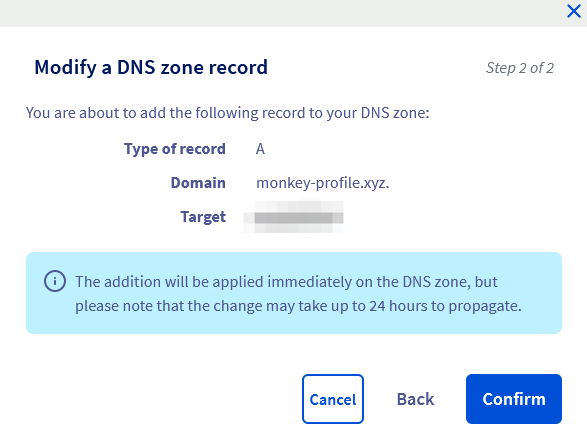 Modify a DNS zone record
Step 2 of 2
You are about to add the following record to your DNS zone:
Type of record A
Domain monkey-profile.xyz.
Target
The addition will be applied immediately on the DNS zone, but
please note that the change may take up to 24 hours to propagate.
Cancel Back Confirm